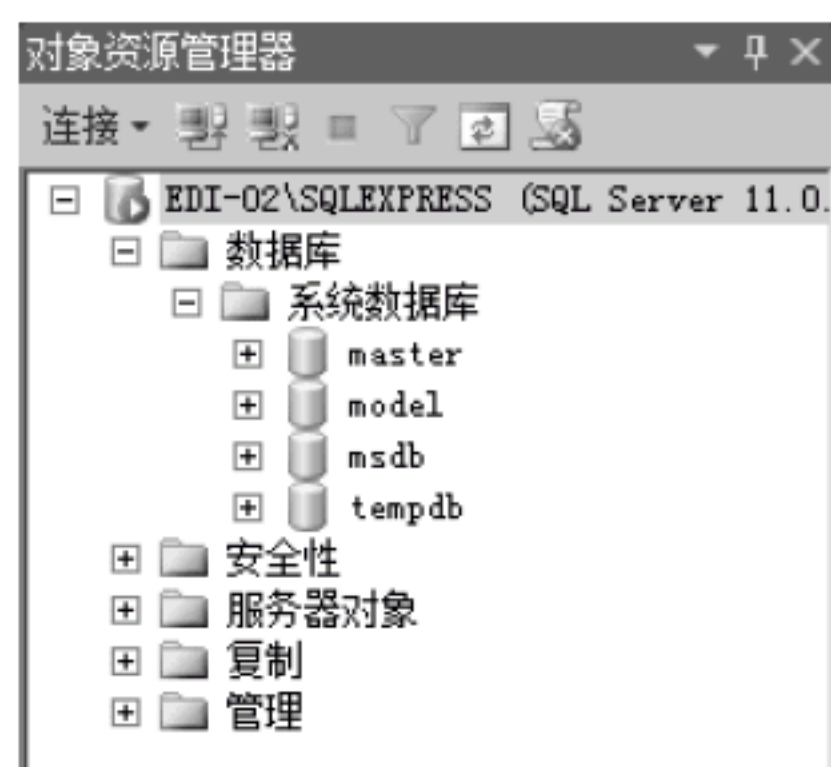 对象资源管理器
连接
EDI-02\SQLEXPRESS (SQL Server 11.0.
数据库
系统数据库
master
model
msdb
tempdb
安全性
服务器对象
复制
管理